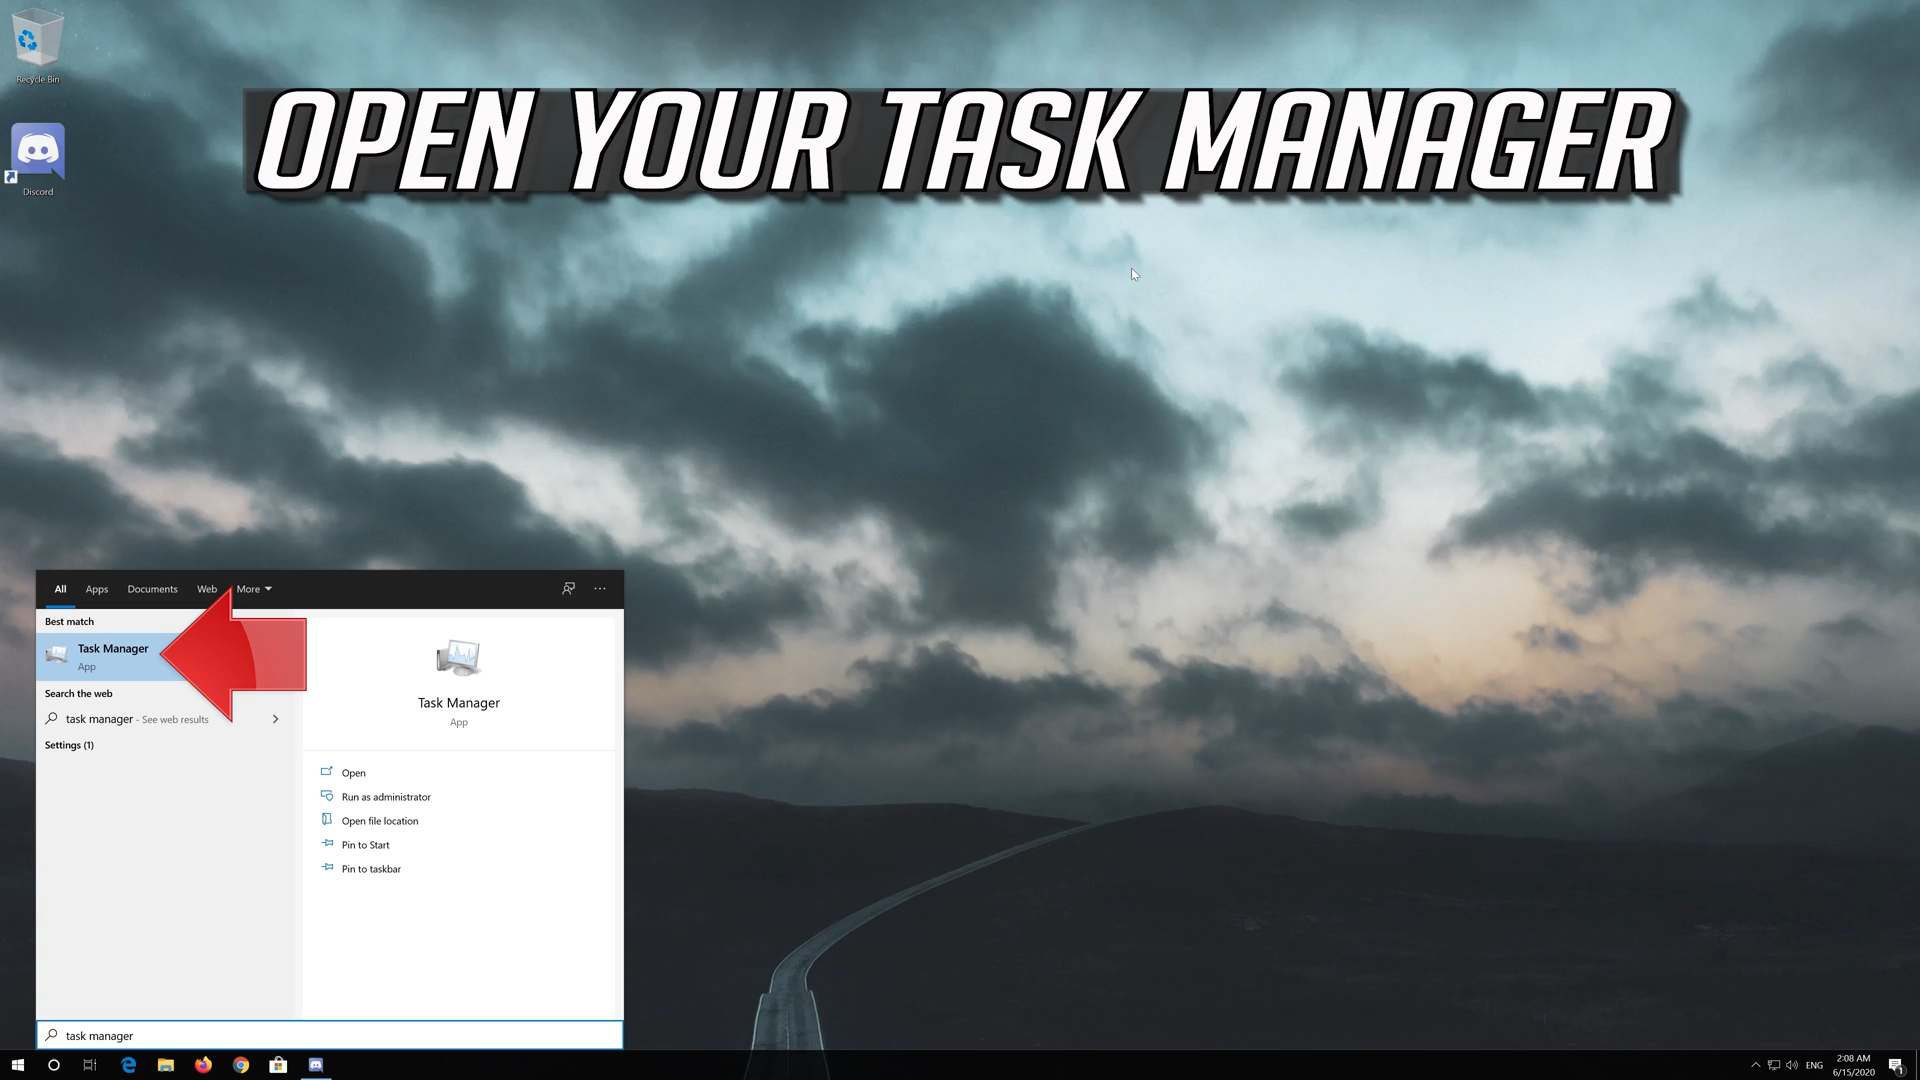 Recycle Bin
OPEN YOUR TASK MANAGER
Discord
All Apps Documents Web More
Best match
Task Manager
App
Search the web
task manager - See web results
Settings (1)
Task Manager
App
Open
Run as administrator
Open file location
Pin to Start
Pin to taskbar
task manager
ENG
2:08 AM
6/15/2020
1